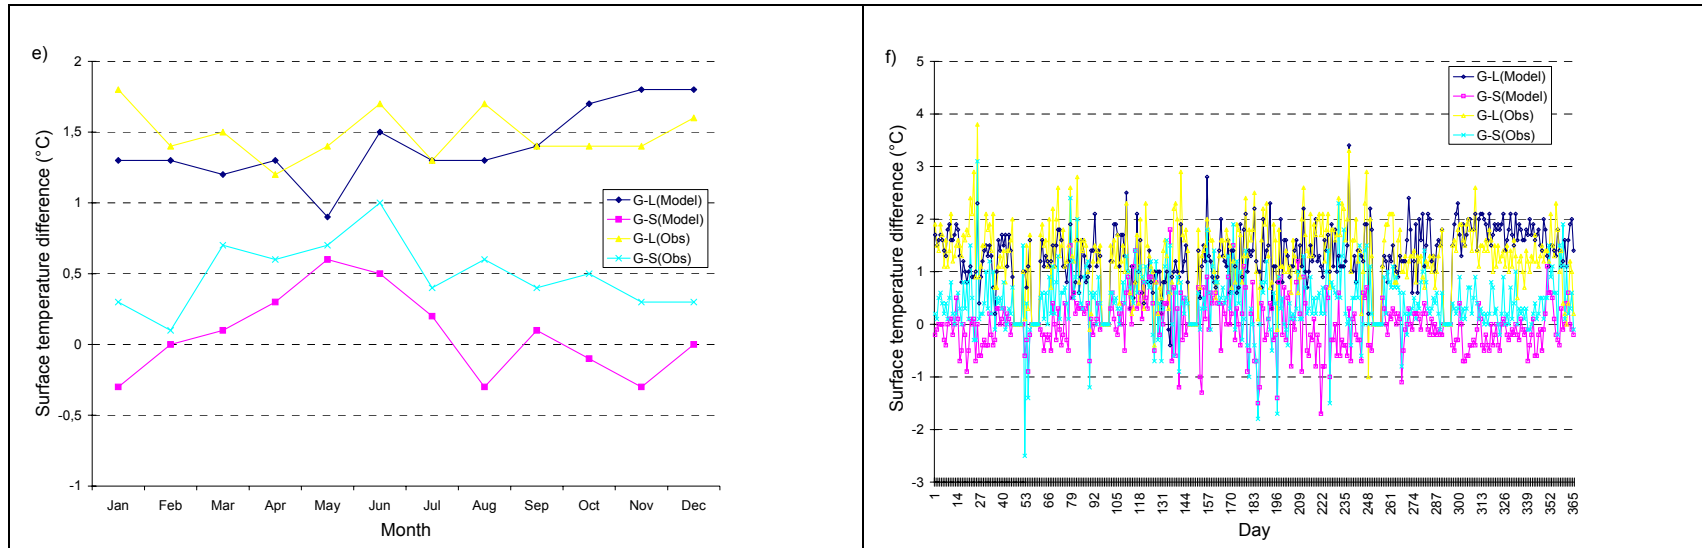 e)
2
1,5
1
0,5
0
-0,5
-1
Surface temperature difference (°C)
Jan Feb Mar Apr May Jun Jul Aug Sep Oct Nov Dec
Month
G-L(Model)
G-S(Model)
G-L(Obs)
G-S(Obs)
f)
5
4
3
2
1
0
-1
-2
-3
Surface temperature difference (°C)
1 14 27 40 53 66 79 92 105 118 131 144 157 170 183 196 209 222 235 248 261 274 287 300 313 326 339 352 365
Day
G-L(Model)
G-S(Model)
G-L(Obs)
G-S(Obs)